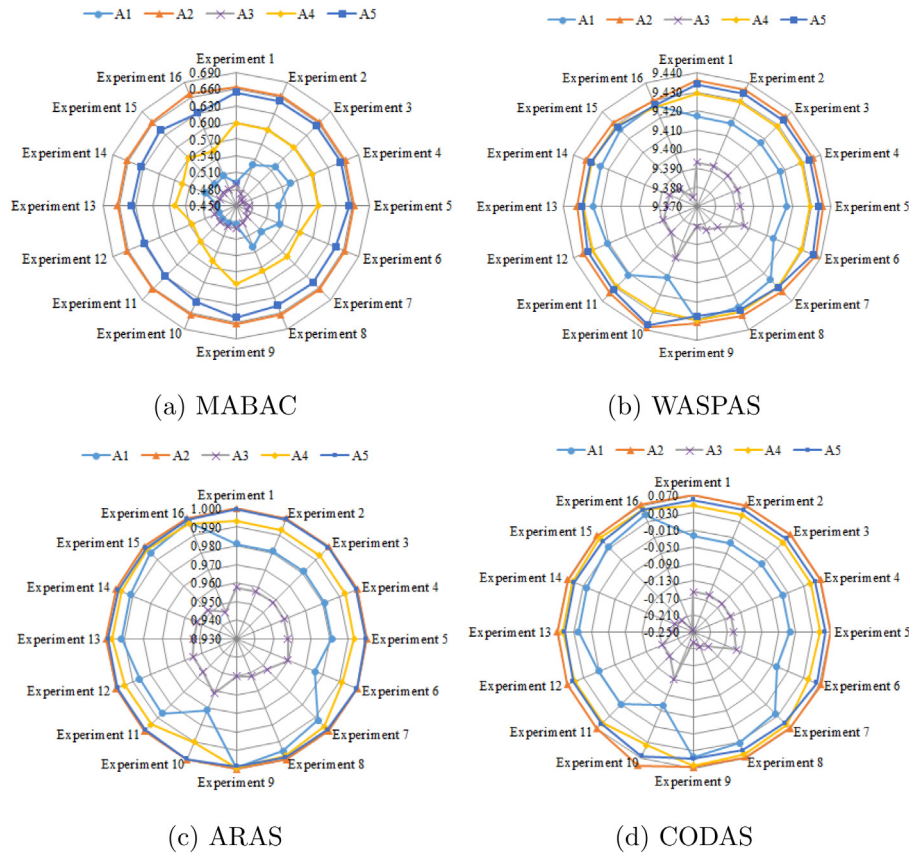 A1 A2 A3 A4 A5
Experiment 1
Experiment 2
Experiment 3
Experiment 4
Experiment 5
Experiment 6
Experiment 7
Experiment 8
Experiment 9
Experiment 10
Experiment 11
Experiment 12
Experiment 13
Experiment 14
Experiment 15
Experiment 16
0.690
0.660
0.630
0.600
0.570
0.540
0.510
0.480
0.450
(a) MABAC
A1 A2 A3 A4 A5
Experiment 1
Experiment 2
Experiment 3
Experiment 4
Experiment 5
Experiment 6
Experiment 7
Experiment 8
Experiment 9
Experiment 10
Experiment 11
Experiment 12
Experiment 13
Experiment 14
Experiment 15
Experiment 16
9.440
9.430
9.420
9.410
9.400
9.390
9.380
9.370
(b) WASPAS
A1 A2 A3 A4 A5
Experiment 1
Experiment 2
Experiment 3
Experiment 4
Experiment 5
Experiment 6
Experiment 7
Experiment 8
Experiment 9
Experiment 10
Experiment 11
Experiment 12
Experiment 13
Experiment 14
Experiment 15
Experiment 16
1.000
0.990
0.980
0.970
0.960
0.950
0.940
0.930
(c) ARAS
A1 A2 A3 A4 A5
Experiment 1
Experiment 2
Experiment 3
Experiment 4
Experiment 5
Experiment 6
Experiment 7
Experiment 8
Experiment 9
Experiment 10
Experiment 11
Experiment 12
Experiment 13
Experiment 14
Experiment 15
Experiment 16
0.070
0.030
-0.010
-0.050
-0.090
-0.130
-0.170
-0.210
-0.250
(d) CODAS